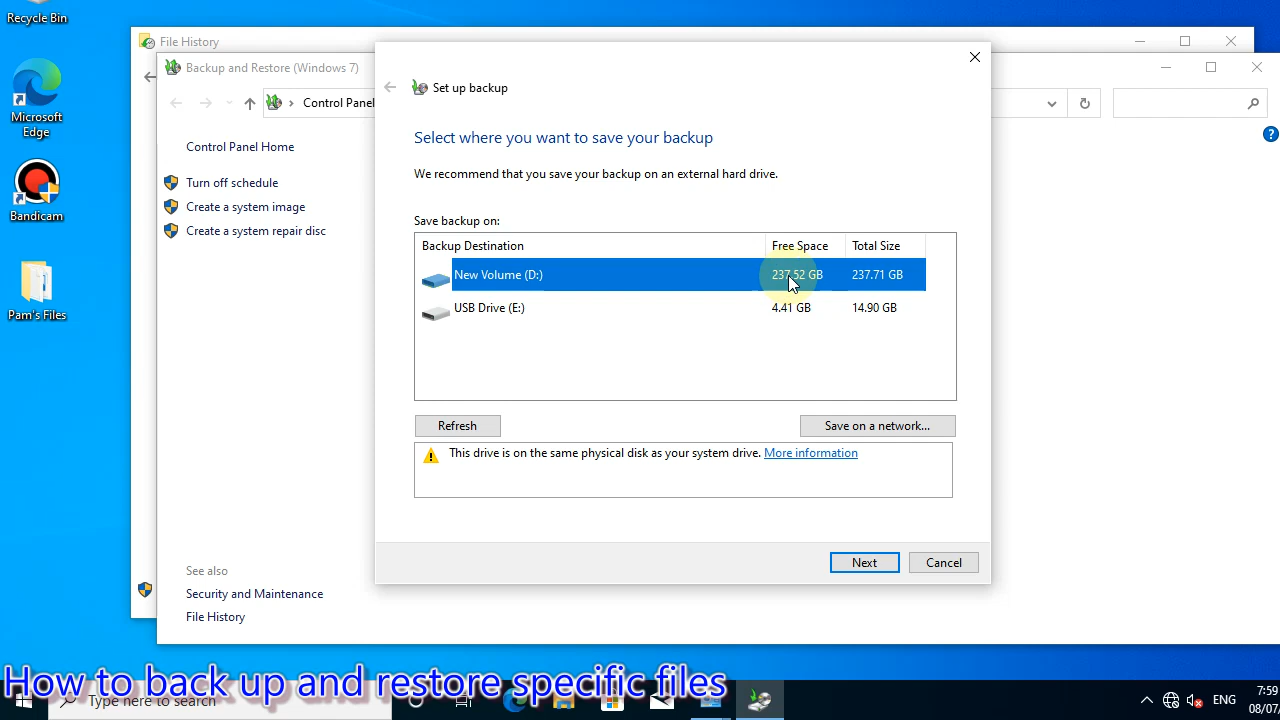 Recycle Bin
Microsoft
Edge
Bandicam
Pam's Files
File History
Backup and Restore (Windows 7)
Control Panel
Control Panel Home
Turn off schedule
Create a system image
Create a system repair disc
See also
Security and Maintenance
File History
Set up backup
Select where you want to save your backup
We recommend that you save your backup on an external hard drive.
Save backup on:
Backup Destination Free Space Total Size
New Volume (D:) 237.52 GB 237.71 GB
USB Drive (E:) 4.41 GB 14.90 GB
Refresh Save on a network...
This drive is on the same physical disk as your system drive. More information
Next Cancel
How to back up and restore specific files
Type here to search
ENG
7:59
08/07